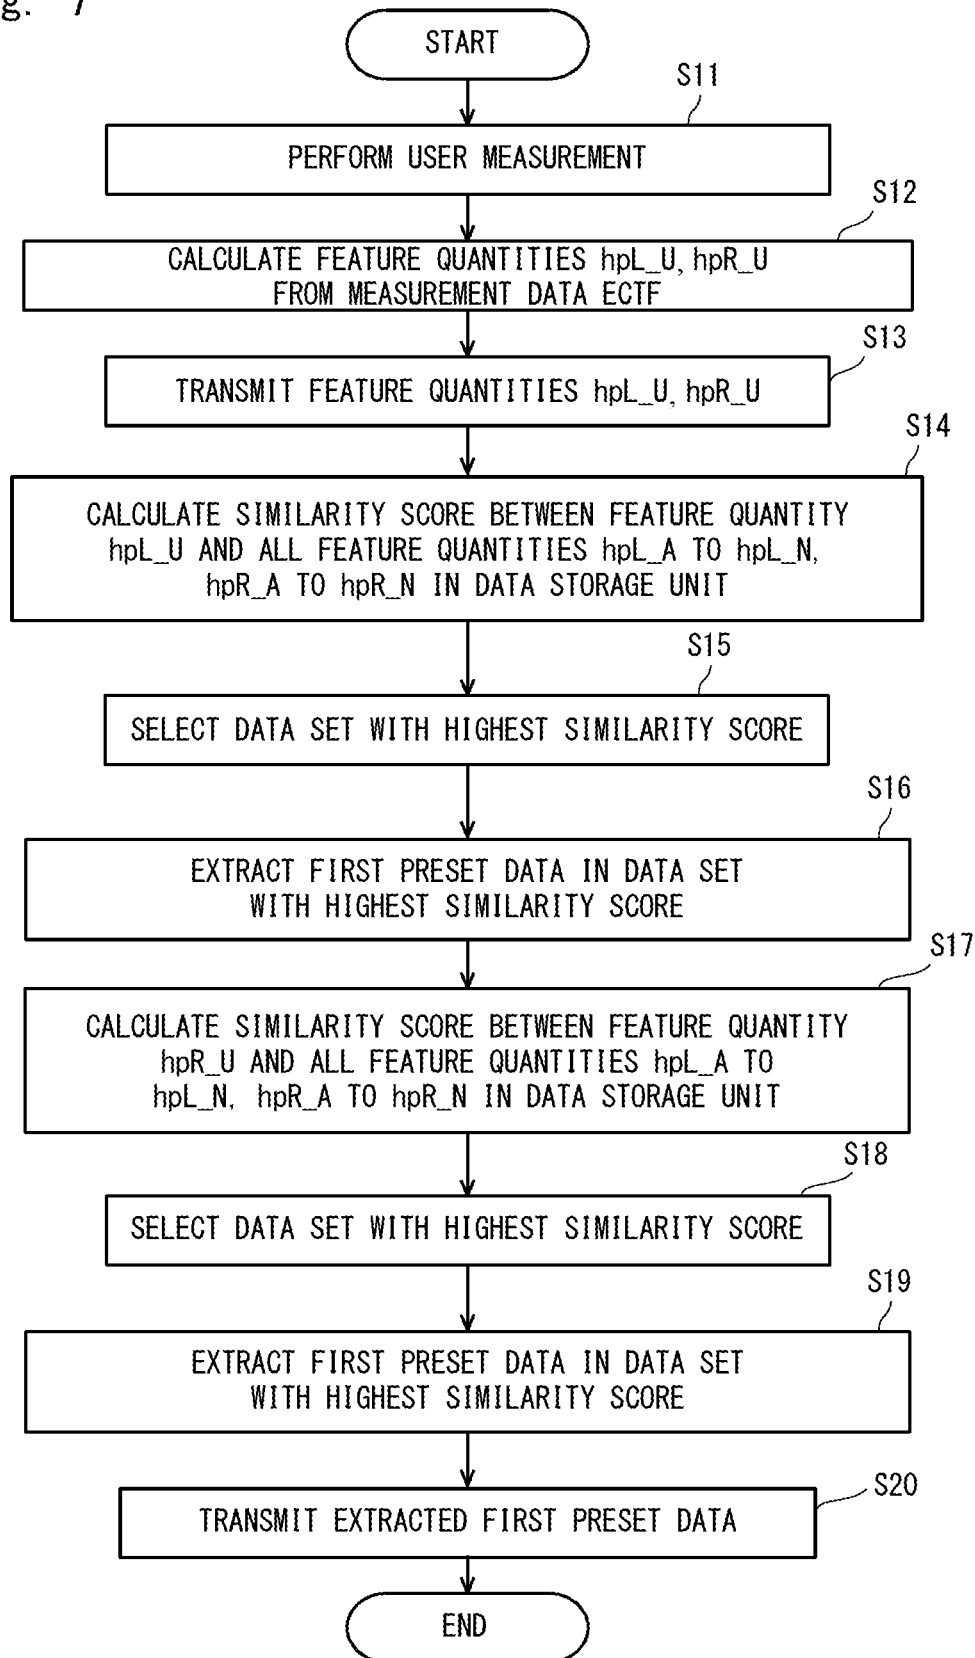 g. 7
START
S11
PERFORM USER MEASUREMENT
S12
CALCULATE FEATURE QUANTITIES hpL_U, hpR_U
FROM MEASUREMENT DATA ECTF
S13
TRANSMIT FEATURE QUANTITIES hpL_U, hpR_U
S14
CALCULATE SIMILARITY SCORE BETWEEN FEATURE QUANTITY
hpL_U AND ALL FEATURE QUANTITIES hpL_A TO hpL_N,
hpR_A TO hpR_N IN DATA STORAGE UNIT
S15
SELECT DATA SET WITH HIGHEST SIMILARITY SCORE
S16
EXTRACT FIRST PRESET DATA IN DATA SET
WITH HIGHEST SIMILARITY SCORE
S17
CALCULATE SIMILARITY SCORE BETWEEN FEATURE QUANTITY
hpR_U AND ALL FEATURE QUANTITIES hpL_A TO
hpL_N, hpR_A TO hpR_N IN DATA STORAGE UNIT
S18
SELECT DATA SET WITH HIGHEST SIMILARITY SCORE
S19
EXTRACT FIRST PRESET DATA IN DATA SET
WITH HIGHEST SIMILARITY SCORE
S20
TRANSMIT EXTRACTED FIRST PRESET DATA
END